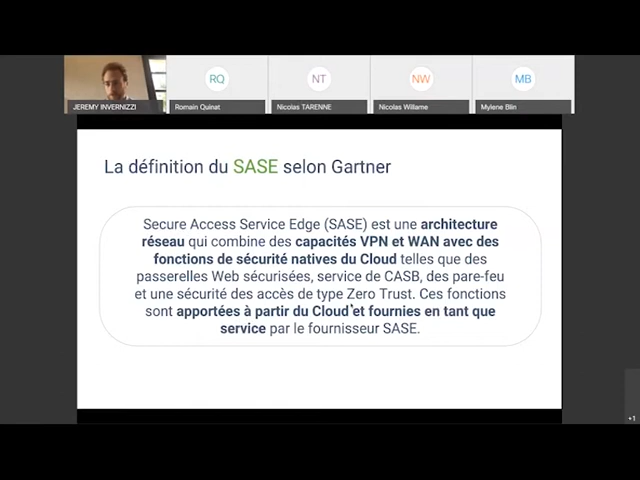 RQ
NT
NW
MB
JEREMY INVERNIZZI
Romain Quinat
Nicolas TARENNE
Nicolas Willame
Mylene Blin
La définition du SASE selon Gartner
Secure Access Service Edge (SASE) est une architecture
réseau qui combine des capacités VPN et WAN avec des
fonctions de sécurité natives du Cloud telles que des
passerelles Web sécurisées, service de CASB, des pare-feu
et une sécurité des accès de type Zero Trust. Ces fonctions
sont apportées à partir du Cloud et fournies en tant que
service par le fournisseur SASE.
+1